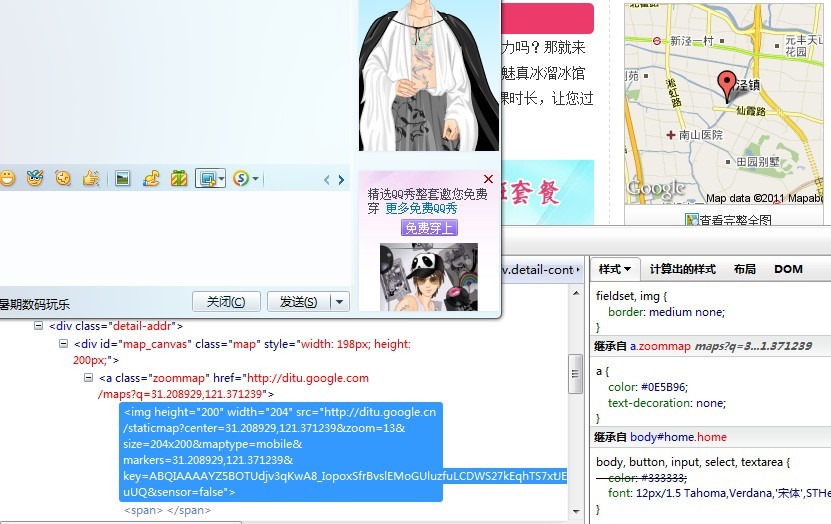 力吗？那就来
魅真冰溜冰馆
课时长，让您过
班套餐
新泾一村
元丰天山
花园
淞
虹
路
泾镇
仙霞路
南山医院
田园别墅
Google
Map data ©2011 Mapabc
查看完整全图
精选QQ秀整套邀您免费
穿 更多免费QQ秀
免费穿上
暑期数码玩乐
关闭(C)
发送(S)
v.detail-cont
样式
计算出的样式
布局
DOM
<div class="detail-addr">
<div id="map_canvas" class="map" style="width: 198px; height:
200px;">
<a class="zoommap" href="http://ditu.google.com
/maps?q=31.208929,121.371239">
<img height="200" width="204" src="http://ditu.google.cn
/staticmap?center=31.208929,121.371239&zoom=13&
size=204x200&maptype=mobile&
markers=31.208929,121.371239&
key=ABQIAAAAYZ5BOTUdjv3qKwA8_IopoxSfrBvslEMoGUluzfuLCDWS27kEqhTS7xtUE
uUQ&sensor=false">
<span> </span>
fieldset, img {
border: medium none;
}
继承自 a.zoommap maps?q=3...1.371239
a {
color: #0E5B96;
text-decoration: none;
}
继承自 body#home.home
body, button, input, select, textarea {
color: #333333;
font: 12px/1.5 Tahoma,Verdana,'宋体',STHe
}